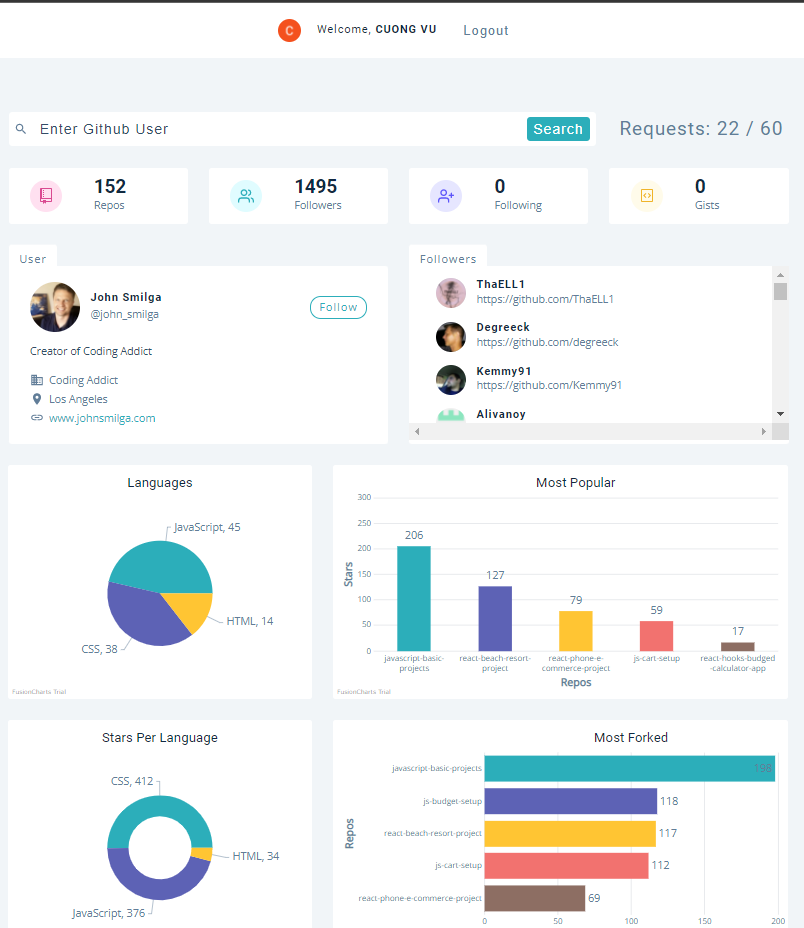 C Welcome, CUONG VU Logout
Enter Github User Search Requests: 22 / 60
152
Repos
1495
Followers
0
Following
0
Gists
User
John Smilga
@john_smilga
Follow
Creator of Coding Addict
Coding Addict
Los Angeles
www.johnsmilga.com
Followers
ThaELL1
https://github.com/ThaELL1
Degreeck
https://github.com/degreeck
Kemmy91
https://github.com/Kemmy91
Alivanoy
Languages
JavaScript, 45
HTML, 14
CSS, 38
FusionCharts Trial
Most Popular
Stars
300
250
200
150
100
50
0
206
127
79
59
17
javascript-basic-
projects
react-beach-resort-
project
react-phone-e-
commerce-project
js-cart-setup
react-hooks-budged
-calculator-app
Repos
FusionCharts Trial
Stars Per Language
CSS, 412
HTML, 34
JavaScript, 376
Most Forked
Repos
javascript-basic-projects 198
js-budget-setup 118
react-beach-resort-project 117
js-cart-setup 112
react-phone-e-commerce-project 69
0 50 100 150 200